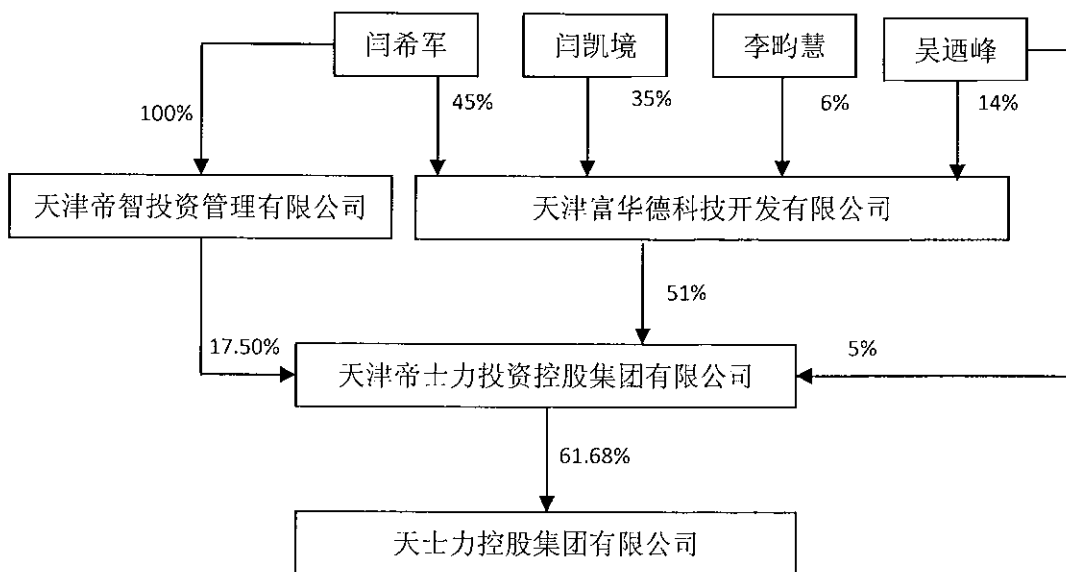 闫希军
闫凯境
李畇慧
吴迺峰
100%
45%
35%
6%
14%
天津帝智投资管理有限公司
天津富华德科技开发有限公司
51%
17.50%
5%
天津帝士力投资控股集团有限公司
61.68%
天士力控股集团有限公司